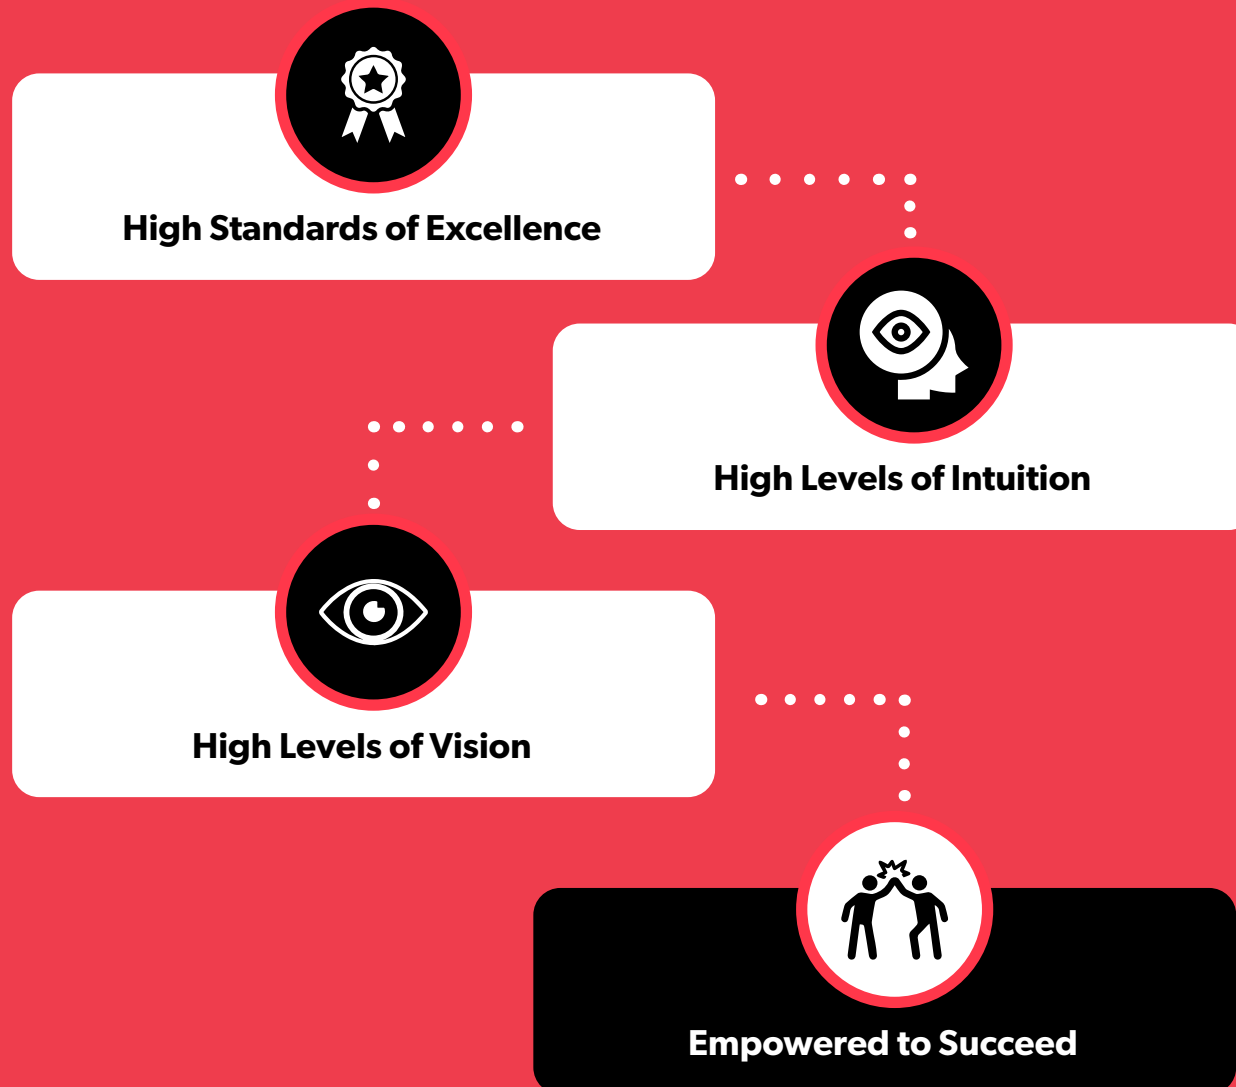 High Standards of Excellence
High Levels of Intuition
High Levels of Vision
Empowered to Succeed